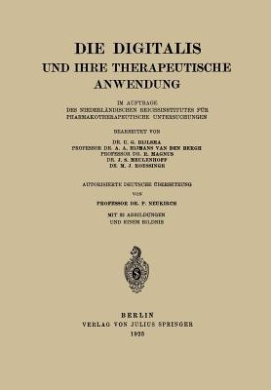 DIE DIGITALIS
UND IHRE THERAPEUTISCHE
ANWENDUNG
IM AUFTRAGE
DES NIEDERLÄNDISCHEN REICHSINSTITUTES FÜR
PHARMAKOTHERAPEUTISCHE UNTERSUCHUNGEN
BEARBEITET VON
DR. U. G. BIJLSMA
PROFESSOR DR. A. A. HIJMANS VAN DEN BERGH
PROFESSOR DR. R. MAGNUS
DR. J. S. MEULENHOFF
DR. M. J. ROESSINGH
AUTORISIERTE DEUTSCHE ÜBERSETZUNG
VON
PROFESSOR DR. P. NEUKIRCH
MIT 32 ABBILDUNGEN
UND EINEM BILDNIS
BERLIN
VERLAG VON JULIUS SPRINGER
1923